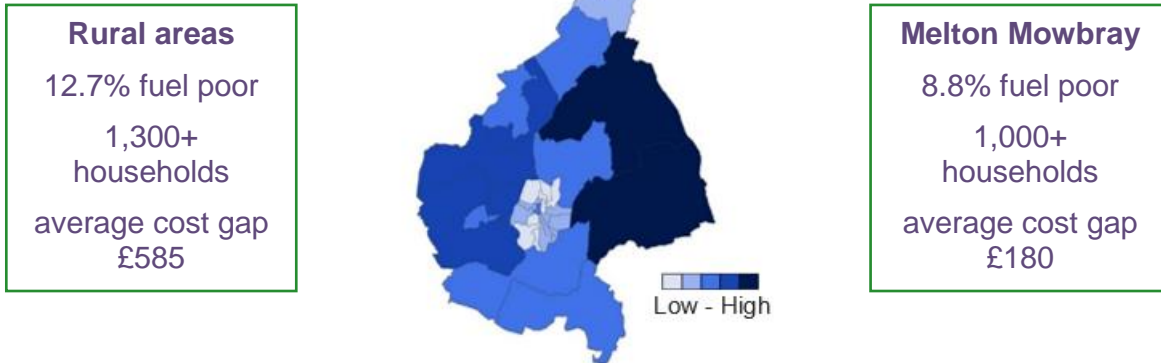 Rural areas
12.7% fuel poor
1,300+
households
average cost gap
£585
Low - High
Melton Mowbray
8.8% fuel poor
1,000+
households
average cost gap
£180